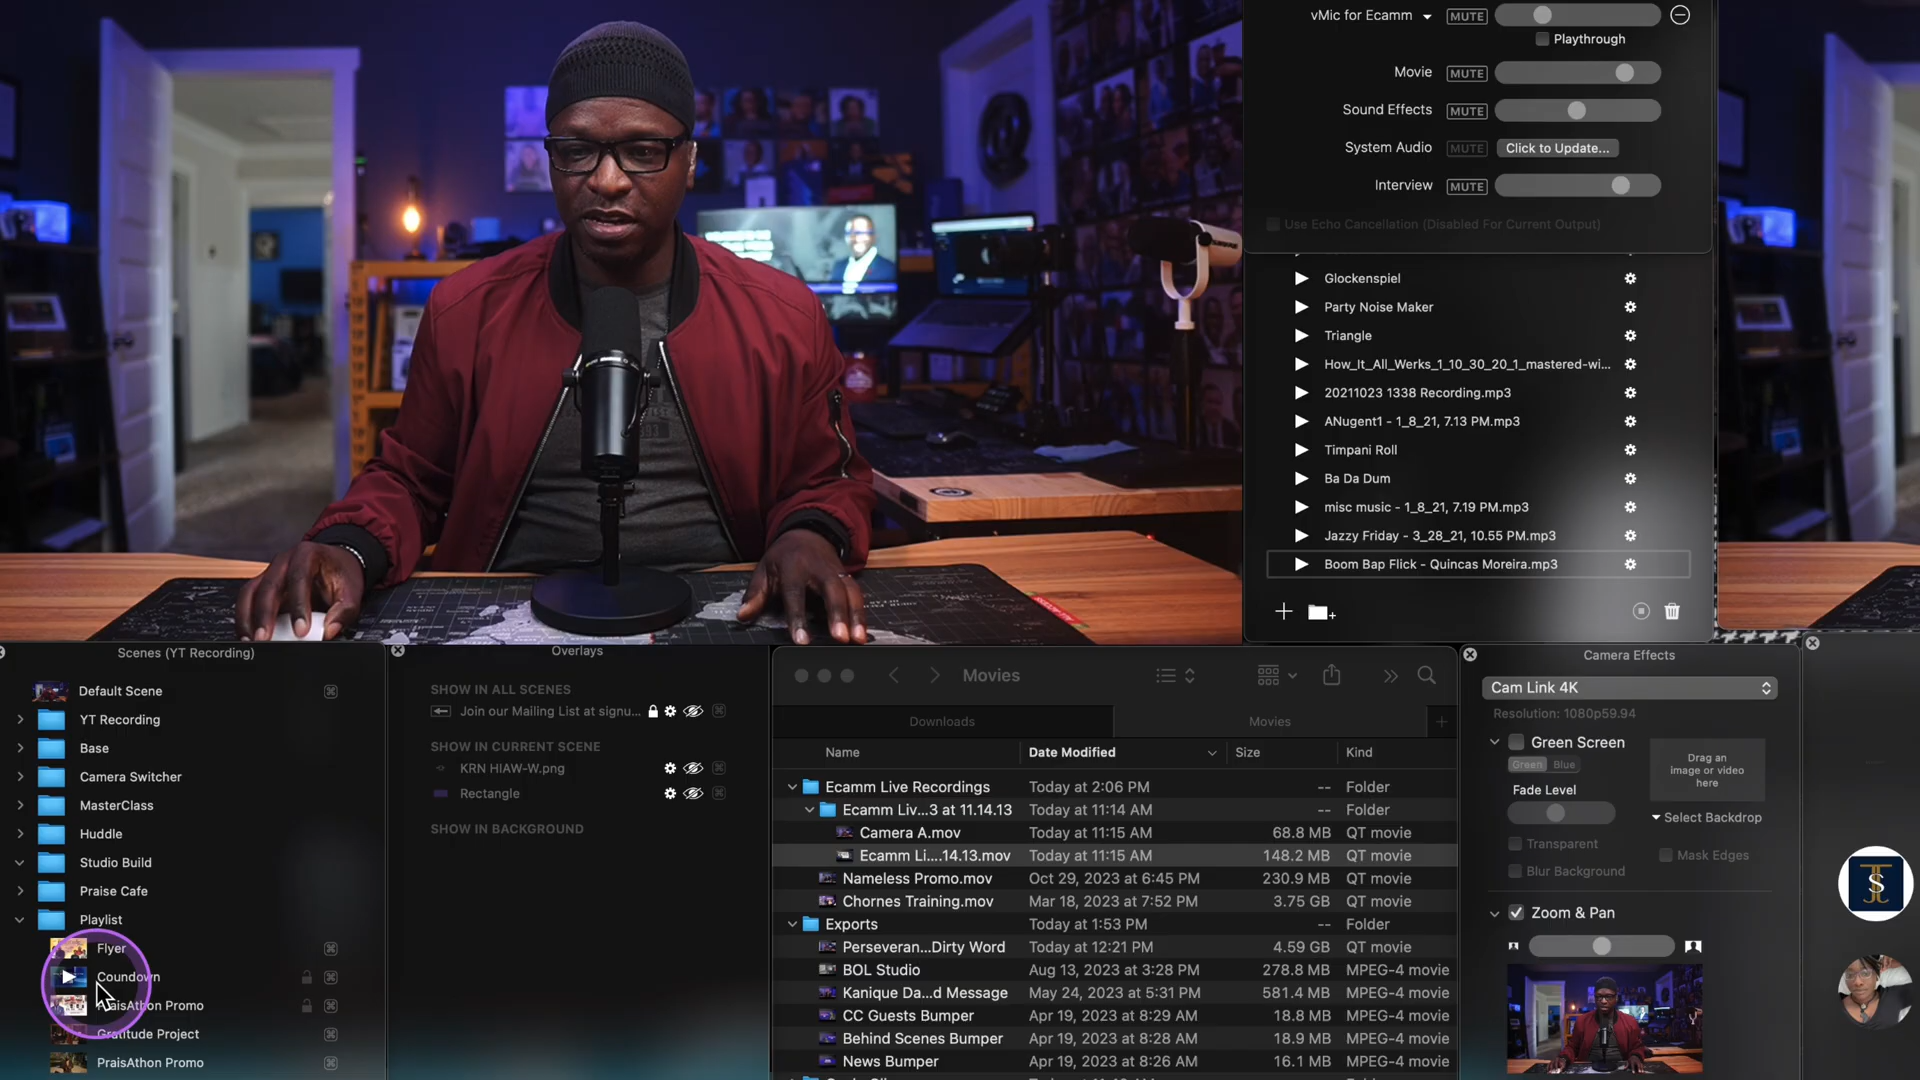 vMic for Ecamm
MUTE
Playthrough
Movie
MUTE
Sound Effects
MUTE
System Audio
MUTE
Click to Update...
Interview
MUTE
Use Echo Cancellation (Disabled For Current Output)
Glockenspiel
Party Noise Maker
Triangle
How_It_All_Werks_1_10_30_20_1_mastered-wi...
20211023 1338 Recording.mp3
ANugent1 - 1_8_21, 7.13 PM.mp3
Timpani Roll
Ba Da Dum
misc music - 1_8_21, 7.19 PM.mp3
Jazzy Friday - 3_28_21, 10.55 PM.mp3
Boom Bap Flick - Quincas Moreira.mp3
Scenes (YT Recording)
Default Scene
YT Recording
Base
Camera Switcher
MasterClass
Huddle
Studio Build
Praise Cafe
Playlist
Flyer
Coundown
PraisAthon Promo
Gratitude Project
PraisAthon Promo
Overlays
SHOW IN ALL SCENES
Join our Mailing List at signu...
SHOW IN CURRENT SCENE
KRN HIAW-W.png
Rectangle
SHOW IN BACKGROUND
Movies
Downloads
Movies
Name Date Modified Size Kind
Ecamm Live Recordings Today at 2:06 PM -- Folder
Ecamm Liv...3 at 11.14.13 Today at 11:14 AM -- Folder
Camera A.mov Today at 11:15 AM 68.8 MB QT movie
Ecamm Li....14.13.mov Today at 11:15 AM 148.2 MB QT movie
Nameless Promo.mov Oct 29, 2023 at 6:45 PM 230.9 MB QT movie
Chornes Training.mov Mar 18, 2023 at 7:52 PM 3.75 GB QT movie
Exports Today at 1:53 PM -- Folder
Perseveran...Dirty Word Today at 12:21 PM 4.59 GB QT movie
BOL Studio Aug 13, 2023 at 3:28 PM 278.8 MB MPEG-4 movie
Kanique Da...d Message May 24, 2023 at 5:31 PM 581.4 MB MPEG-4 movie
CC Guests Bumper Apr 19, 2023 at 8:29 AM 18.8 MB MPEG-4 movie
Behind Scenes Bumper Apr 19, 2023 at 8:28 AM 18.9 MB MPEG-4 movie
News Bumper Apr 19, 2023 at 8:26 AM 16.1 MB MPEG-4 movie
Camera Effects
Cam Link 4K
Resolution: 1080p59.94
Green Screen
Green Blue
Drag an
image or video
here
Fade Level
Select Backdrop
Transparent
Mask Edges
Blur Background
Zoom & Pan